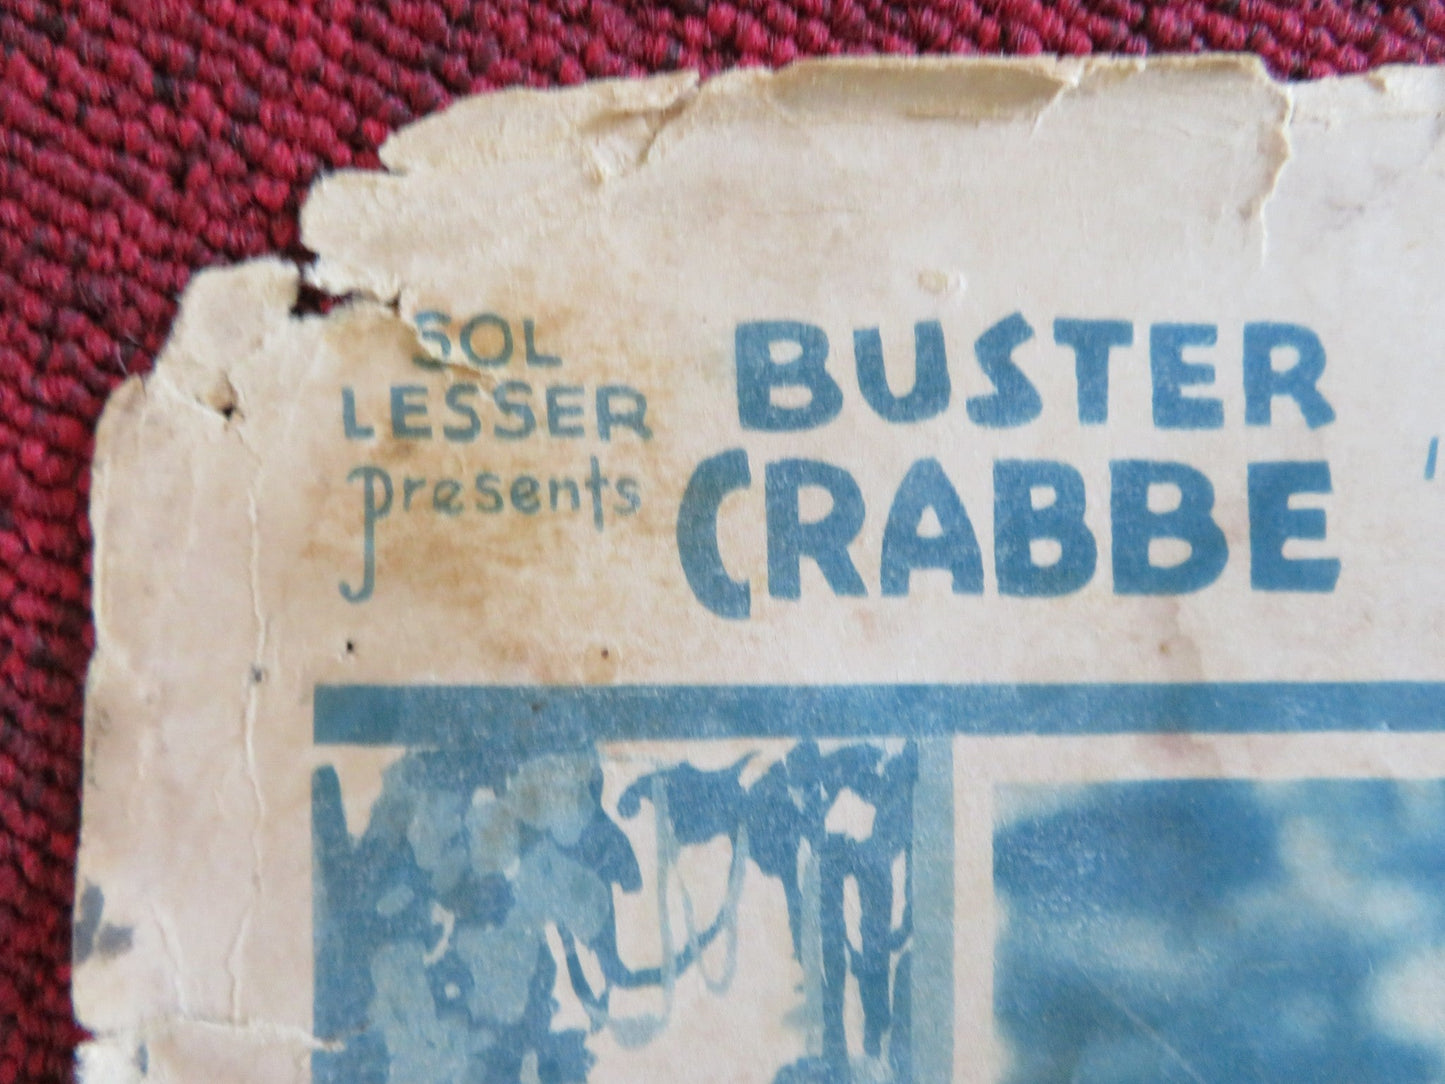 SOL
LESSER
presents
BUSTER
CRABBE